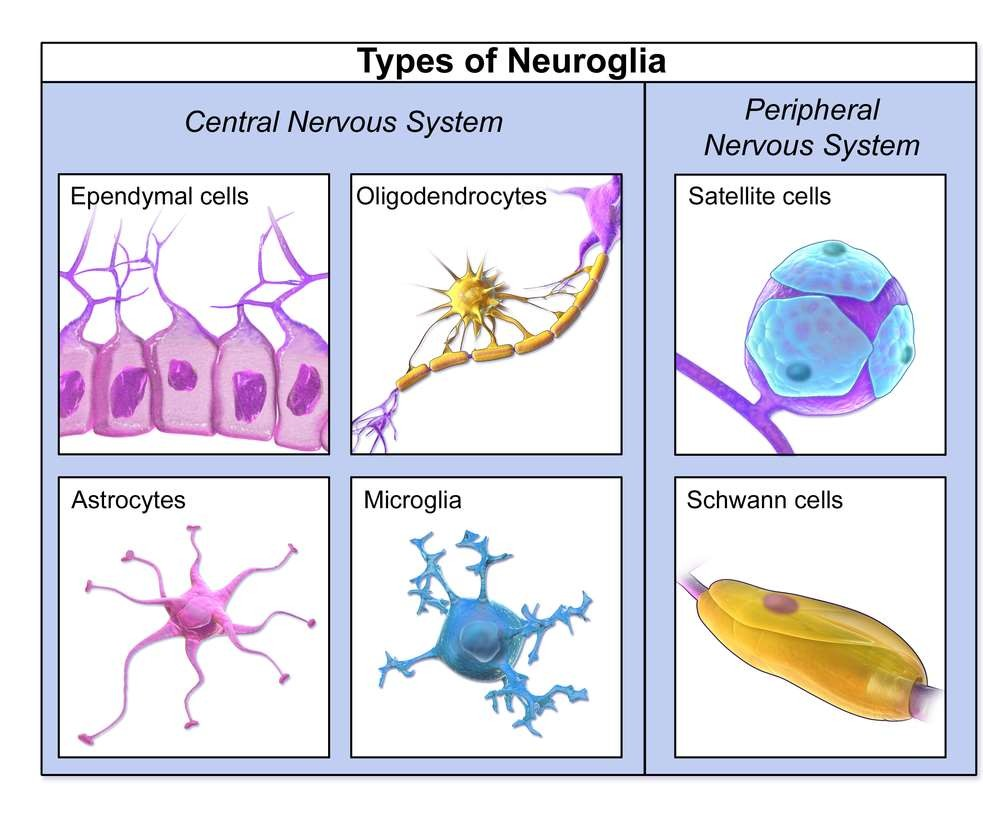 Types of Neuroglia
Central Nervous System
Peripheral
Nervous System
Ependymal cells
Oligodendrocytes
Satellite cells
Astrocytes
Microglia
Schwann cells